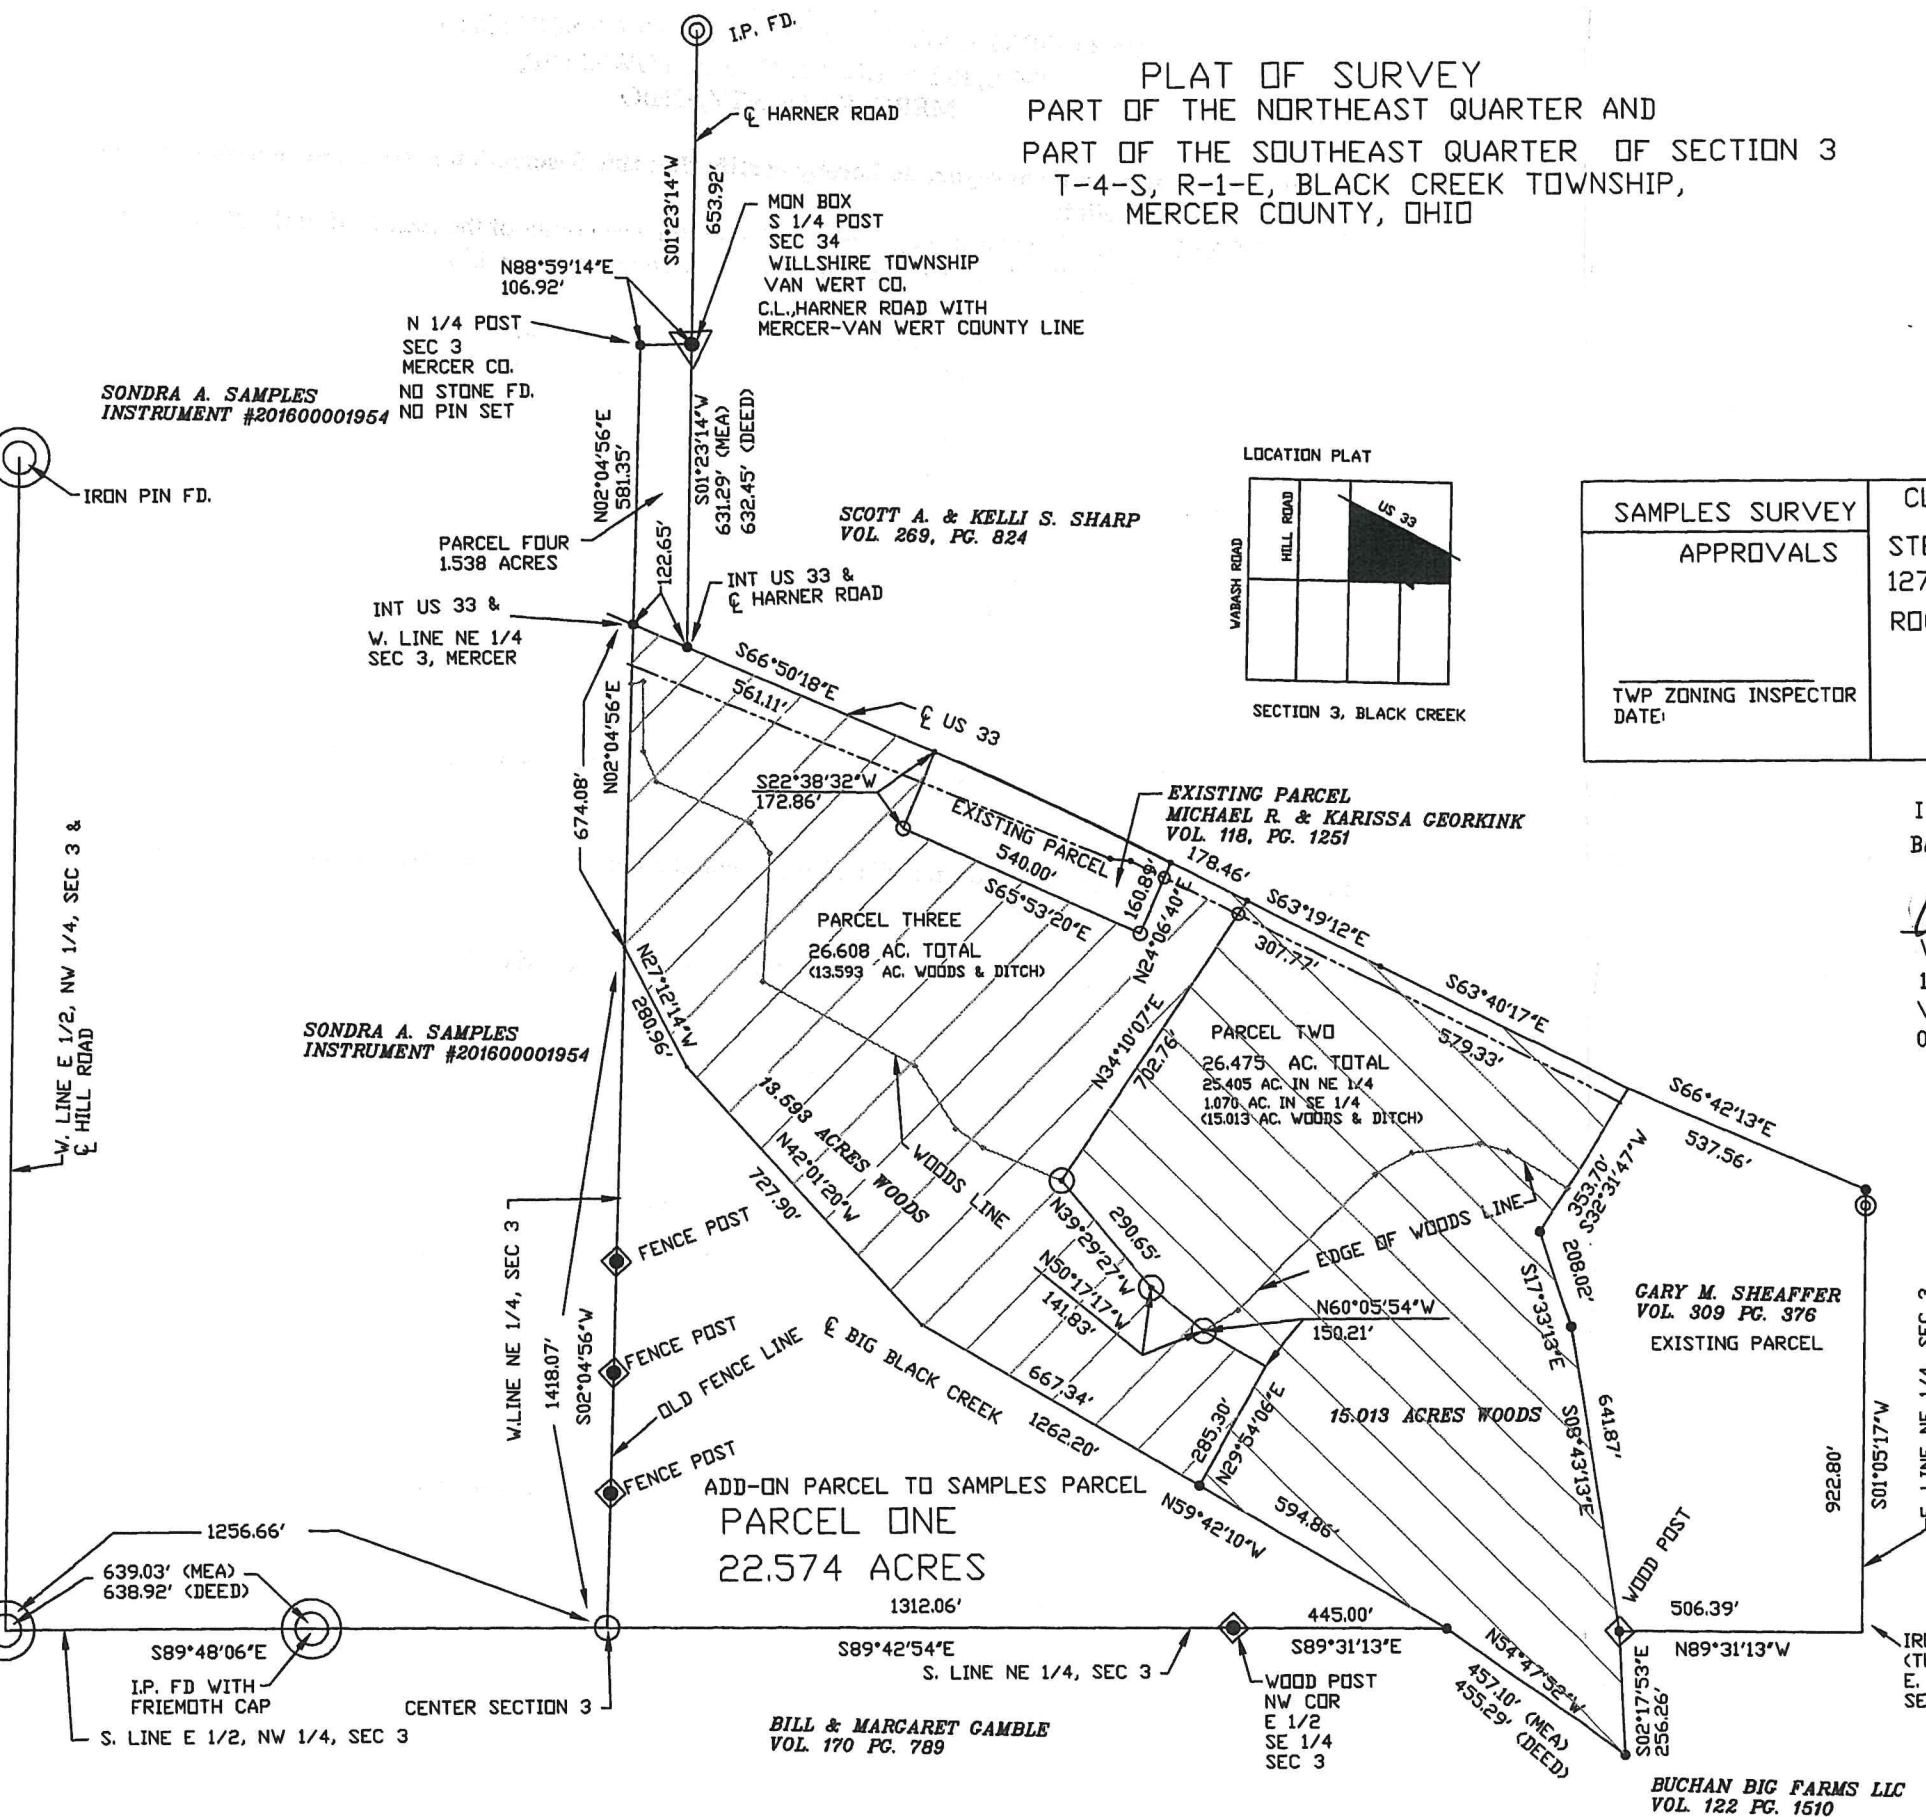 I.P. FD.
PLAT OF SURVEY
PART OF THE NORTHEAST QUARTER AND
PART OF THE SOUTHEAST QUARTER OF SECTION 3
T-4-S, R-1-E, BLACK CREEK TOWNSHIP,
MERCER COUNTY, OHIO
℄ HARNER ROAD
S01°23'14"W
653.92'
MON BOX
S 1/4 POST
SEC 34
WILLSHIRE TOWNSHIP
VAN WERT CO.
C.L.,HARNER ROAD WITH
MERCER-VAN WERT COUNTY LINE
N88°59'14"E
106.92'
N 1/4 POST
SEC 3
MERCER CO.
NO STONE FD.
NO PIN SET
SONDRA A. SAMPLES
INSTRUMENT #201600001954
IRON PIN FD.
N02°04'56"E
581.35'
S01°23'14"W
631.29' (MEA)
632.45' (DEED)
PARCEL FOUR
1.538 ACRES
122.65'
SCOTT A. & KELLI S. SHARP
VOL. 269, PG. 824
INT US 33 &
℄ HARNER ROAD
INT US 33 &
W. LINE NE 1/4
SEC 3, MERCER
LOCATION PLAT
WABASH ROAD
HILL ROAD
US 33
SECTION 3, BLACK CREEK
SAMPLES SURVEY
APPROVALS
TWP ZONING INSPECTOR
DATE:
CL
STE
127
ROC
S66°50'18"E
561.11'
℄ US 33
N02°04'56"E
674.08'
S22°38'32"W
172.86'
EXISTING PARCEL
540.00'
S65°53'20"E
EXISTING PARCEL
MICHAEL R. & KARISSA GEORKINK
VOL. 118, PG. 1251
160.89'
N24°06'40"E
178.46'
S63°19'12"E
307.77'
S63°40'17"E
579.33'
S66°42'13"E
537.56'
PARCEL THREE
26.608 AC. TOTAL
(13.593 AC. WOODS & DITCH)
N34°10'07"E
702.76'
PARCEL TWO
26.475 AC. TOTAL
25.405 AC. IN NE 1/4
1.070 AC. IN SE 1/4
(15.013 AC. WOODS & DITCH)
W. LINE E 1/2, NW 1/4, SEC 3 &
℄ HILL ROAD
SONDRA A. SAMPLES
INSTRUMENT #201600001954
N27°12'14"W
280.96'
13.593 ACRES WOODS
N42°01'20"W
727.90'
WOODS LINE
N39°29'27"W
290.65'
N50°17'17"W
141.83'
N60°05'54"W
150.21'
EDGE OF WOODS LINE
353.70'
S32°31'47"W
208.02'
S17°33'13"E
GARY M. SHEAFFER
VOL. 309 PG. 376
EXISTING PARCEL
W.LINE NE 1/4, SEC 3
1418.07'
S02°04'56"W
FENCE POST
FENCE POST
FENCE POST
OLD FENCE LINE
℄ BIG BLACK CREEK
667.34'
1262.20'
285.30'
N29°54'06"E
15.013 ACRES WOODS
641.87'
S08°43'13"E
922.80'
S01°05'17"W
E. LINE NE 1/4, SEC 3
ADD-ON PARCEL TO SAMPLES PARCEL
PARCEL ONE
22.574 ACRES
N59°42'10"W
594.86'
WOOD POST
1256.66'
639.03' (MEA)
638.92' (DEED)
S89°48'06"E
I.P. FD WITH
FRIEMOTH CAP
S. LINE E 1/2, NW 1/4, SEC 3
CENTER SECTION 3
1312.06'
S89°42'54"E
S. LINE NE 1/4, SEC 3
445.00'
S89°31'13"E
WOOD POST
NW COR
E 1/2
SE 1/4
SEC 3
506.39'
N89°31'13"W
N54°47'52"W
457.10' (MEA)
455.29' (DEED)
S02°17'53"E
256.26'
BILL & MARGARET GAMBLE
VOL. 170 PG. 789
BUCHAN BIG FARMS LLC
VOL. 122 PG. 1510